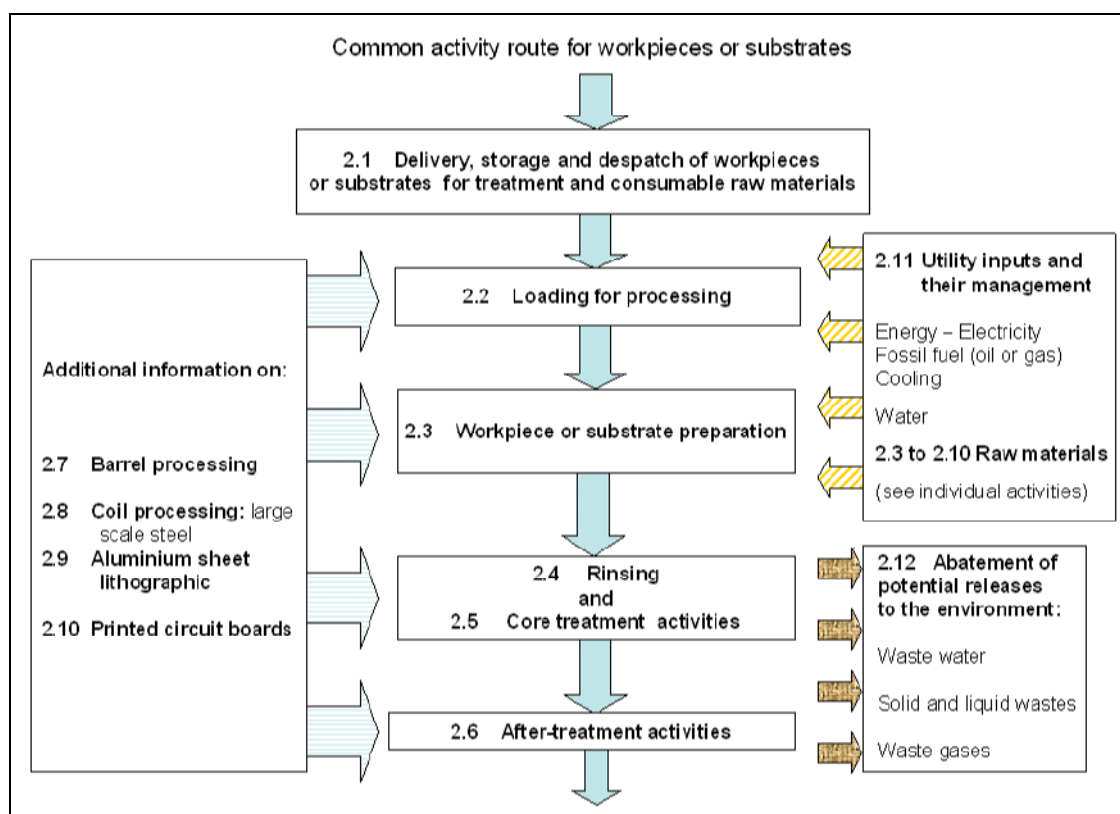 Common activity route for workpieces or substrates
2.1 Delivery, storage and despatch of workpieces
or substrates for treatment and consumable raw materials
2.2 Loading for processing
2.3 Workpiece or substrate preparation
2.4 Rinsing
and
2.5 Core treatment activities
2.6 After-treatment activities
Additional information on:
2.7 Barrel processing
2.8 Coil processing: large
scale steel
2.9 Aluminium sheet
lithographic
2.10 Printed circuit boards
2.11 Utility inputs and
their management
Energy – Electricity
Fossil fuel (oil or gas)
Cooling
Water
2.3 to 2.10 Raw materials
(see individual activities)
2.12 Abatement of
potential releases
to the environment:
Waste water
Solid and liquid wastes
Waste gases